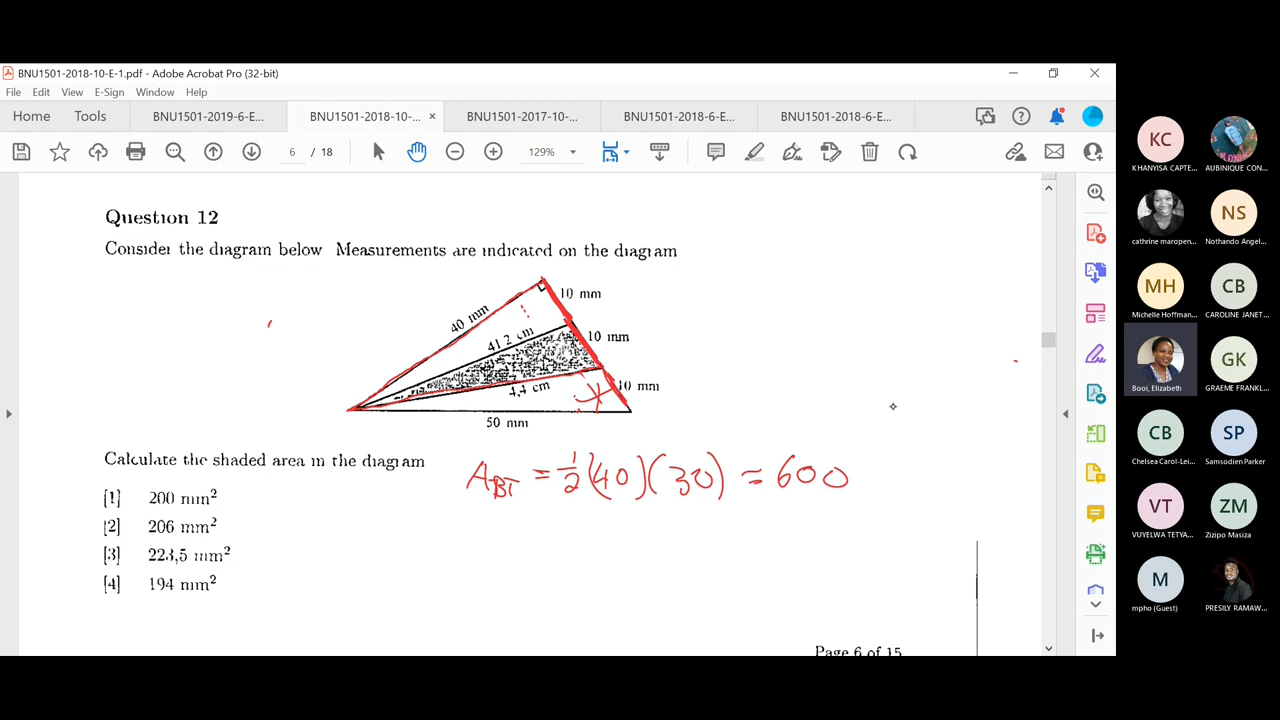 BNU1501-2018-10-E-1.pdf - Adobe Acrobat Pro (32-bit)
File Edit View E-Sign Window Help
Home Tools BNU1501-2019-6-E... BNU1501-2018-10-... × BNU1501-2017-10-... BNU1501-2018-6-E... BNU1501-2018-6-E...
6 / 18 129%
Question 12
Consider the diagram below Measurements are indicated on the diagram
10 mm
40 mm
41,2 cm
10 mm
4,4 cm
10 mm
50 mm
Calculate the shaded area in the diagram
A_BT = 1/2 (40)(30) = 600
[1] 200 mm²
[2] 206 mm²
[3] 223,5 mm²
[4] 194 mm²
Page 6 of 15
KC
KHANYISA CAPTE...
AUBINIQUE CON...
cathrine maropen...
NS
Nothando Angel...
MH
Michelle Hoffman...
CB
CAROLINE JANET...
Booi, Elizabeth
GK
GRAEME FRANKL...
CB
Chelsea Carol-Lei...
SP
Samsodien Parker
VT
VUYELWA TETYA...
ZM
Zizipo Masiza
M
mpho (Guest)
PRESILY RAMAW...